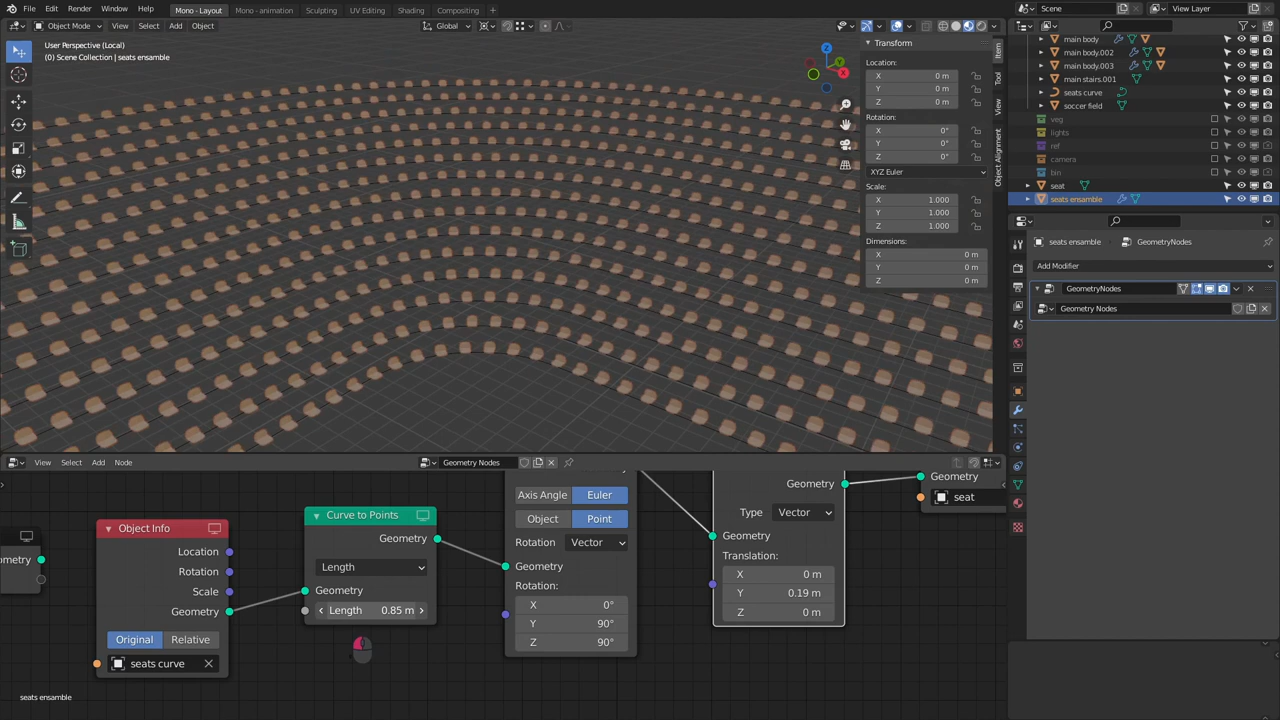 File Edit Render Window Help Mono - Layout Mono - animation Sculpting UV Editing Shading Compositing
Scene View Layer
Object Mode View Select Add Object Global
User Perspective (Local)
(0) Scene Collection | seats ensamble
Z
Y
X
Transform
Location:
X 0 m
Y 0 m
Z 0 m
Rotation:
X 0°
Y 0°
Z 0°
XYZ Euler
Scale:
X 1.000
Y 1.000
Z 1.000
Dimensions:
X 0 m
Y 0 m
Z 0 m
Item
Tool
View
Object Alignment
main body
main body.002
main body.003
main stairs.001
seats curve
soccer field
veg
lights
ref
camera
bin
seat
seats ensamble
seats ensamble GeometryNodes
Add Modifier
GeometryNodes
Geometry Nodes
View Select Add Node Geometry Nodes
ometry
Object Info
Location
Rotation
Scale
Geometry
Original Relative
seats curve
Curve to Points
Geometry
Length
Geometry
Length 0.85 m
Axis Angle Euler
Object Point
Rotation Vector
Geometry
Rotation:
X 0°
Y 90°
Z 90°
Geometry
Type Vector
Geometry
Translation:
X 0 m
Y 0.19 m
Z 0 m
Geometry
seat
seats ensamble